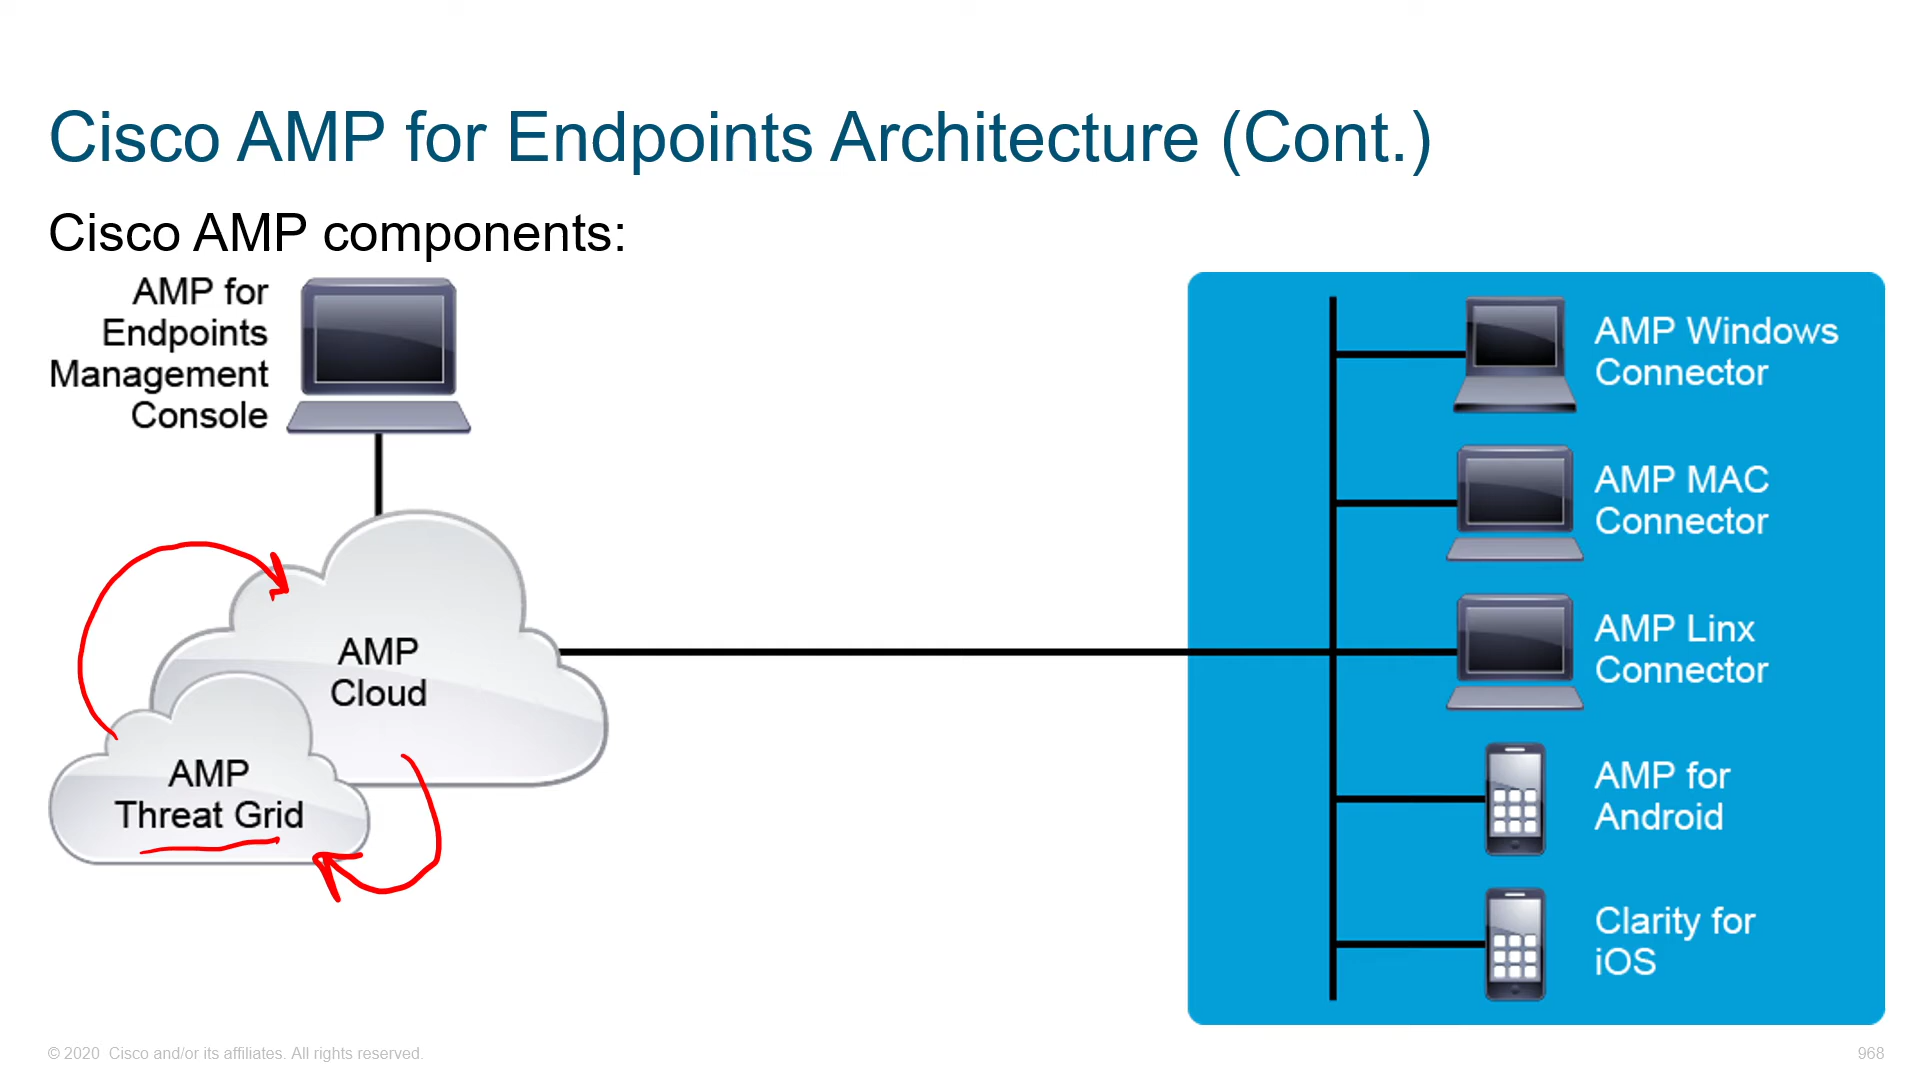 Cisco AMP for Endpoints Architecture (Cont.)
Cisco AMP components:
AMP for
Endpoints
Management
Console
AMP
Cloud
AMP
Threat Grid
AMP Windows
Connector
AMP MAC
Connector
AMP Linx
Connector
AMP for
Android
Clarity for
iOS
© 2020 Cisco and/or its affiliates. All rights reserved.
968